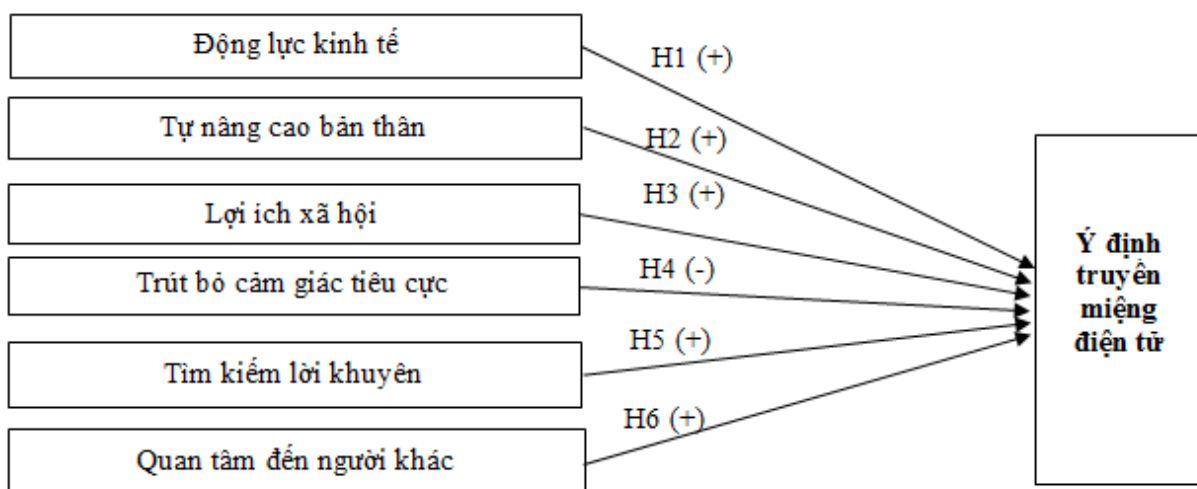 Động lực kinh tế
H1 (+)
Tự nâng cao bản thân
H2 (+)
Lợi ích xã hội
H3 (+)
Trút bỏ cảm giác tiêu cực
H4 (-)
Tìm kiếm lời khuyên
H5 (+)
Quan tâm đến người khác
H6 (+)
Ý định
truyền
miệng
điện tử